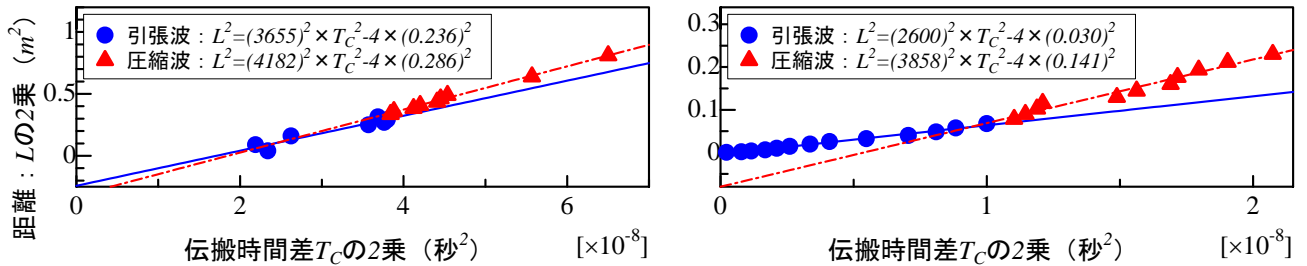 距離：Lの2乗（m²）
1
0.5
0
引張波：L²=(3655)²×T_C²-4×(0.236)²
圧縮波：L²=(4182)²×T_C²-4×(0.286)²
0 2 4 6
伝搬時間差T_Cの2乗（秒²） [×10⁻⁸]
0.3
0.2
0.1
0
引張波：L²=(2600)²×T_C²-4×(0.030)²
圧縮波：L²=(3858)²×T_C²-4×(0.141)²
0 1 2
伝搬時間差T_Cの2乗（秒²） [×10⁻⁸]